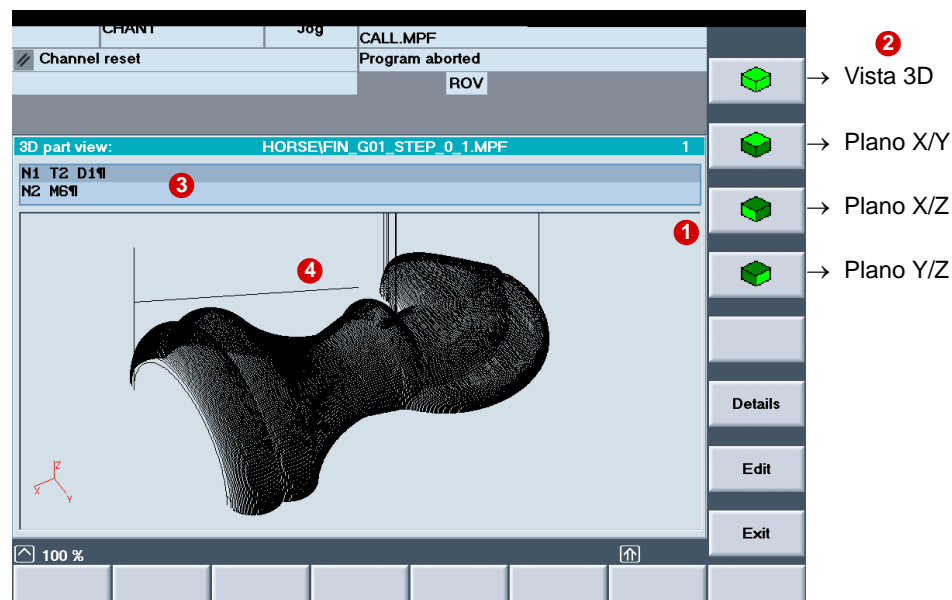 CHAN1 Jog CALL.MPF
Channel reset Program aborted
ROV
3D part view: HORSE\FIN_G01_STEP_0_1.MPF 1
N1 T2 D1¶
N2 M6¶
3
1
4
Z
X
Y
100 %
2
→ Vista 3D
→ Plano X/Y
→ Plano X/Z
→ Plano Y/Z
Details
Edit
Exit